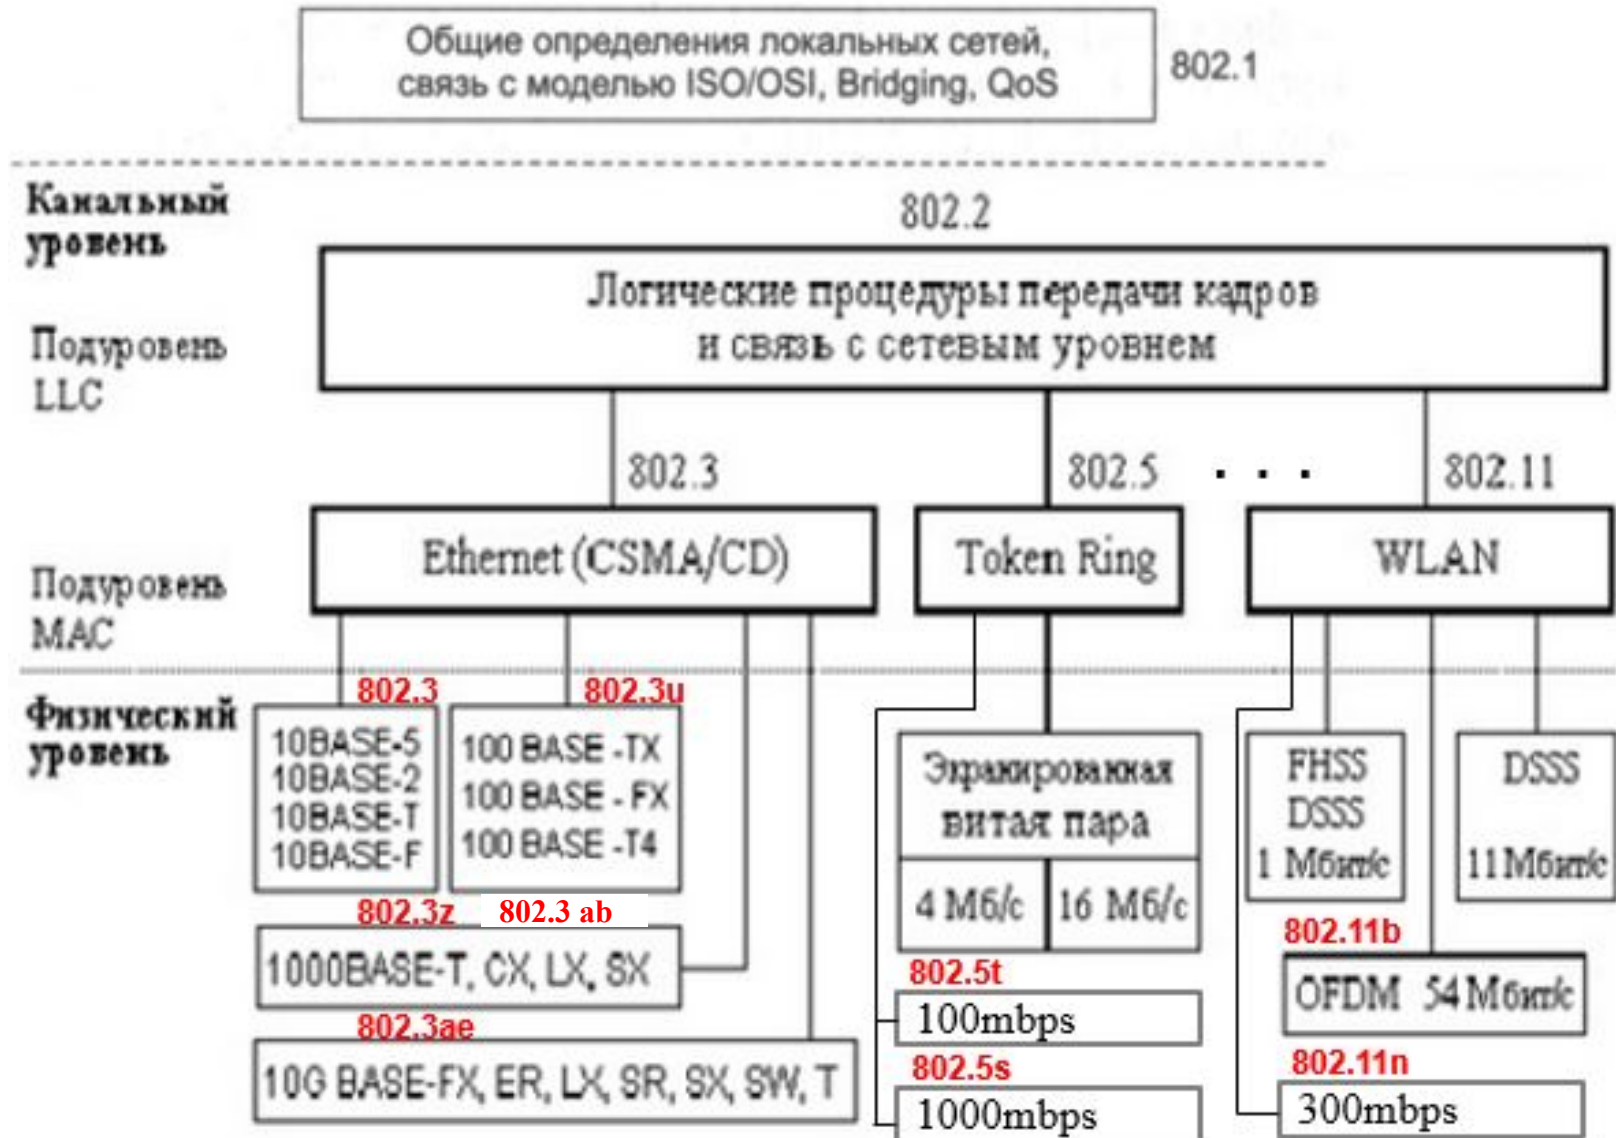 Общие определения локальных сетей,
связь с моделью ISO/OSI, Bridging, QoS
802.1
Канальный
уровень
802.2
Логические процедуры передачи кадров
и связь с сетевым уровнем
Подуровень
LLC
802.3
802.5
. . .
802.11
Ethernet (CSMA/CD)
Token Ring
WLAN
Подуровень
MAC
Физический
уровень
802.3
10BASE-5
10BASE-2
10BASE-T
10BASE-F
802.3u
100 BASE -TX
100 BASE - FX
100 BASE -T4
802.3z
802.3 ab
1000BASE-T, CX, LX, SX
802.3ae
10G BASE-FX, ER, LX, SR, SX, SW, T
Экранированная
витая пара
4 Мб/с
16 Мб/с
802.5t
100mbps
802.5s
1000mbps
FHSS
DSSS
1 Мбит/с
DSSS
11 Мбит/с
802.11b
OFDM 54 Мбит/с
802.11n
300mbps